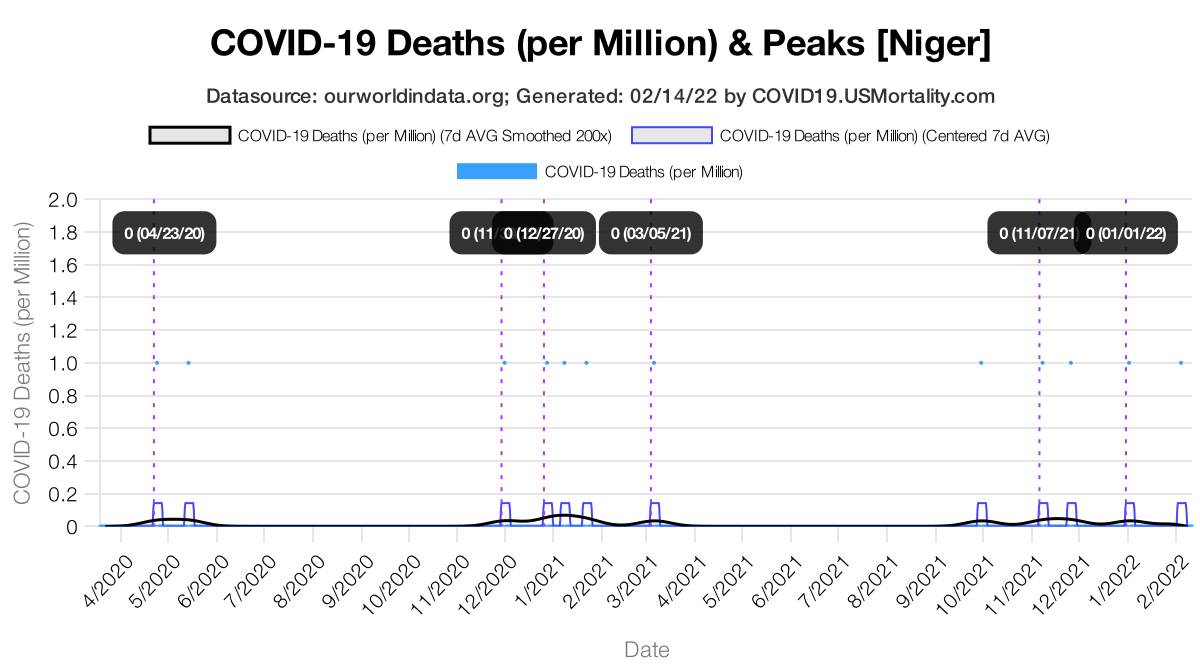 COVID-19 Deaths (per Million) & Peaks [Niger]
Datasource: ourworldindata.org; Generated: 02/14/22 by COVID19.USMortality.com
COVID-19 Deaths (per Million) (7d AVG Smoothed 200x) COVID-19 Deaths (per Million) (Centered 7d AVG)
COVID-19 Deaths (per Million)
COVID-19 Deaths (per Million)
2.0
1.8
1.6
1.4
1.2
1.0
0.8
0.6
0.4
0.2
0
0 (04/23/20) 0 (11/ 0 (12/27/20) 0 (03/05/21) 0 (11/07/21) 0 (01/01/22)
4/2020 5/2020 6/2020 7/2020 8/2020 9/2020 10/2020 11/2020 12/2020 1/2021 2/2021 3/2021 4/2021 5/2021 6/2021 7/2021 8/2021 9/2021 10/2021 11/2021 12/2021 1/2022 2/2022
Date